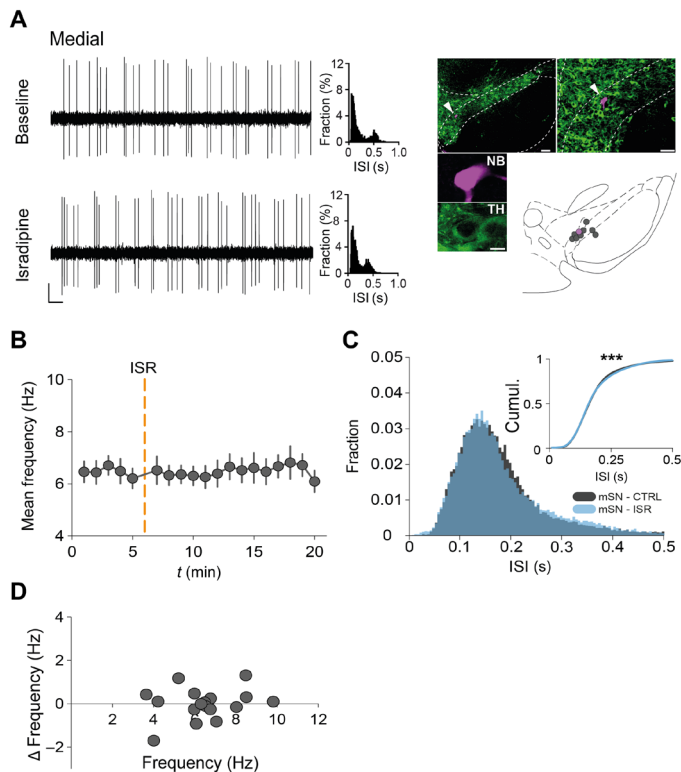 A
Medial
Baseline
12
8
4
0
Fraction (%)
0 0.5 1.0
ISI (s)
Isradipine
12
8
4
0
Fraction (%)
0 0.5 1.0
ISI (s)
NB
TH
B
ISR
10
8
6
4
Mean frequency (Hz)
0 5 10 15 20
t (min)
C
0.05
0.04
0.03
0.02
0.01
0
Fraction
0.1 0.2 0.3 0.4 0.5
ISI (s)
***
1
0.5
0
Cumul.
0 0.25 0.5
ISI (s)
mSN - CTRL
mSN - ISR
D
4
2
0
−2
Δ Frequency (Hz)
2 4 6 8 10 12
Frequency (Hz)